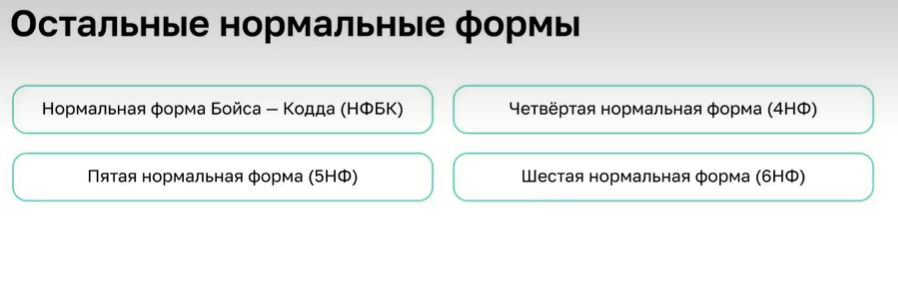 Остальные нормальные формы
Нормальная форма Бойса — Кодда (НФБК)
Четвёртая нормальная форма (4НФ)
Пятая нормальная форма (5НФ)
Шестая нормальная форма (6НФ)